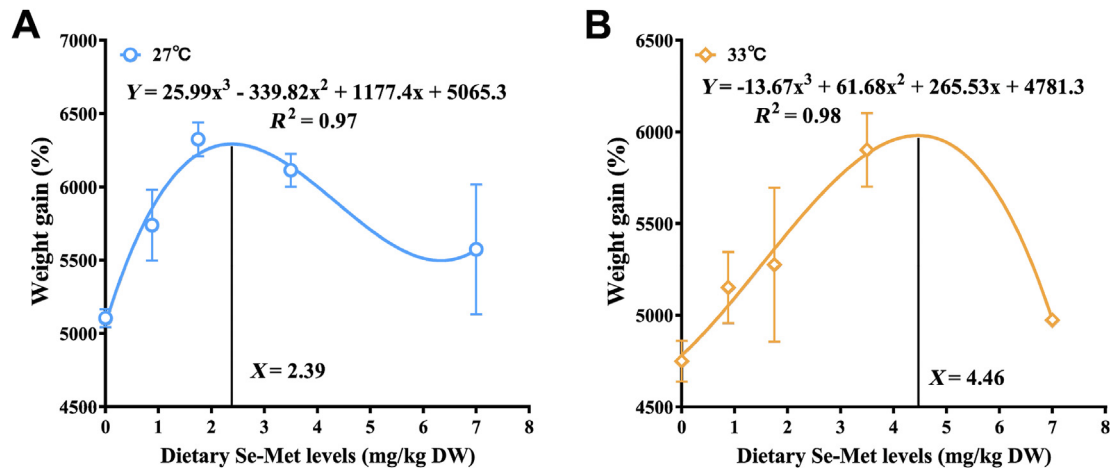 A
27℃
Y = 25.99x³ - 339.82x² + 1177.4x + 5065.3
R² = 0.97
7000
6500
6000
5500
5000
4500
Weight gain (%)
X = 2.39
0 1 2 3 4 5 6 7 8
Dietary Se-Met levels (mg/kg DW)
B
33℃
Y = -13.67x³ + 61.68x² + 265.53x + 4781.3
R² = 0.98
6500
6000
5500
5000
4500
Weight gain (%)
X = 4.46
0 1 2 3 4 5 6 7 8
Dietary Se-Met levels (mg/kg DW)